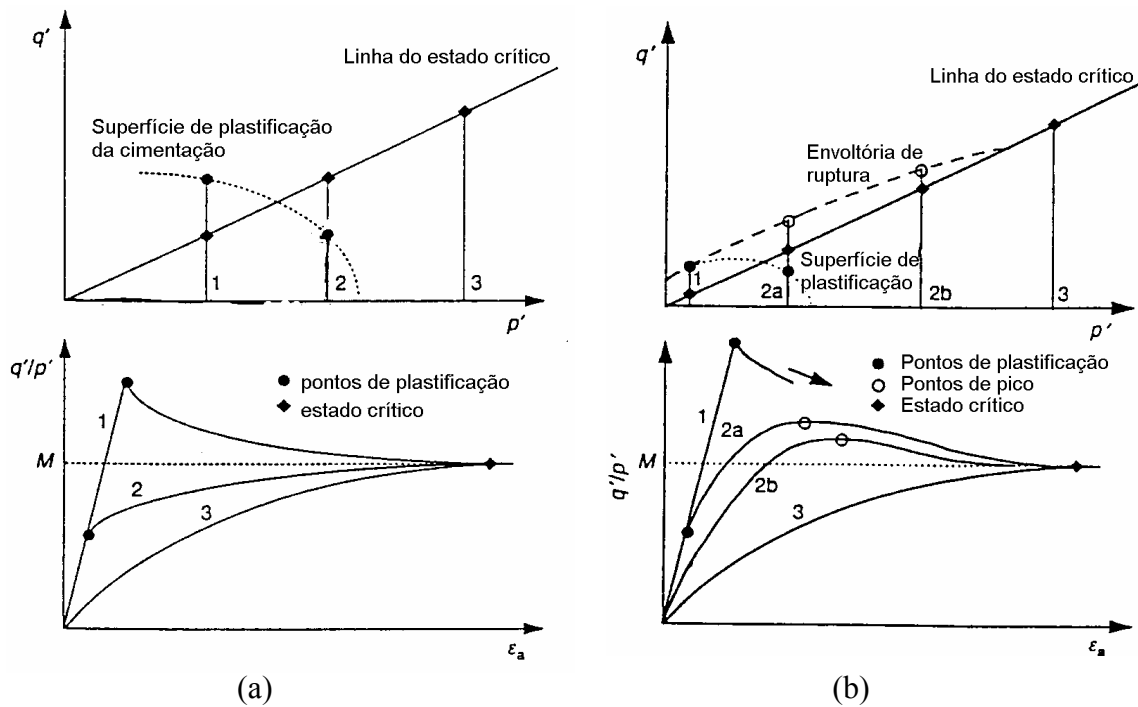 q'
Linha do estado crítico
Superfície de plastificação
da cimentação
1
2
3
p'
q'/p'
pontos de plastificação
estado crítico
1
M
2
3
εa
(a)
q'
Linha do estado crítico
Envoltória de
ruptura
Superfície de
plastificação
1
2a
2b
3
p'
Pontos de plastificação
Pontos de pico
Estado crítico
1
2a
M
2b
q'/p'
3
εa
(b)